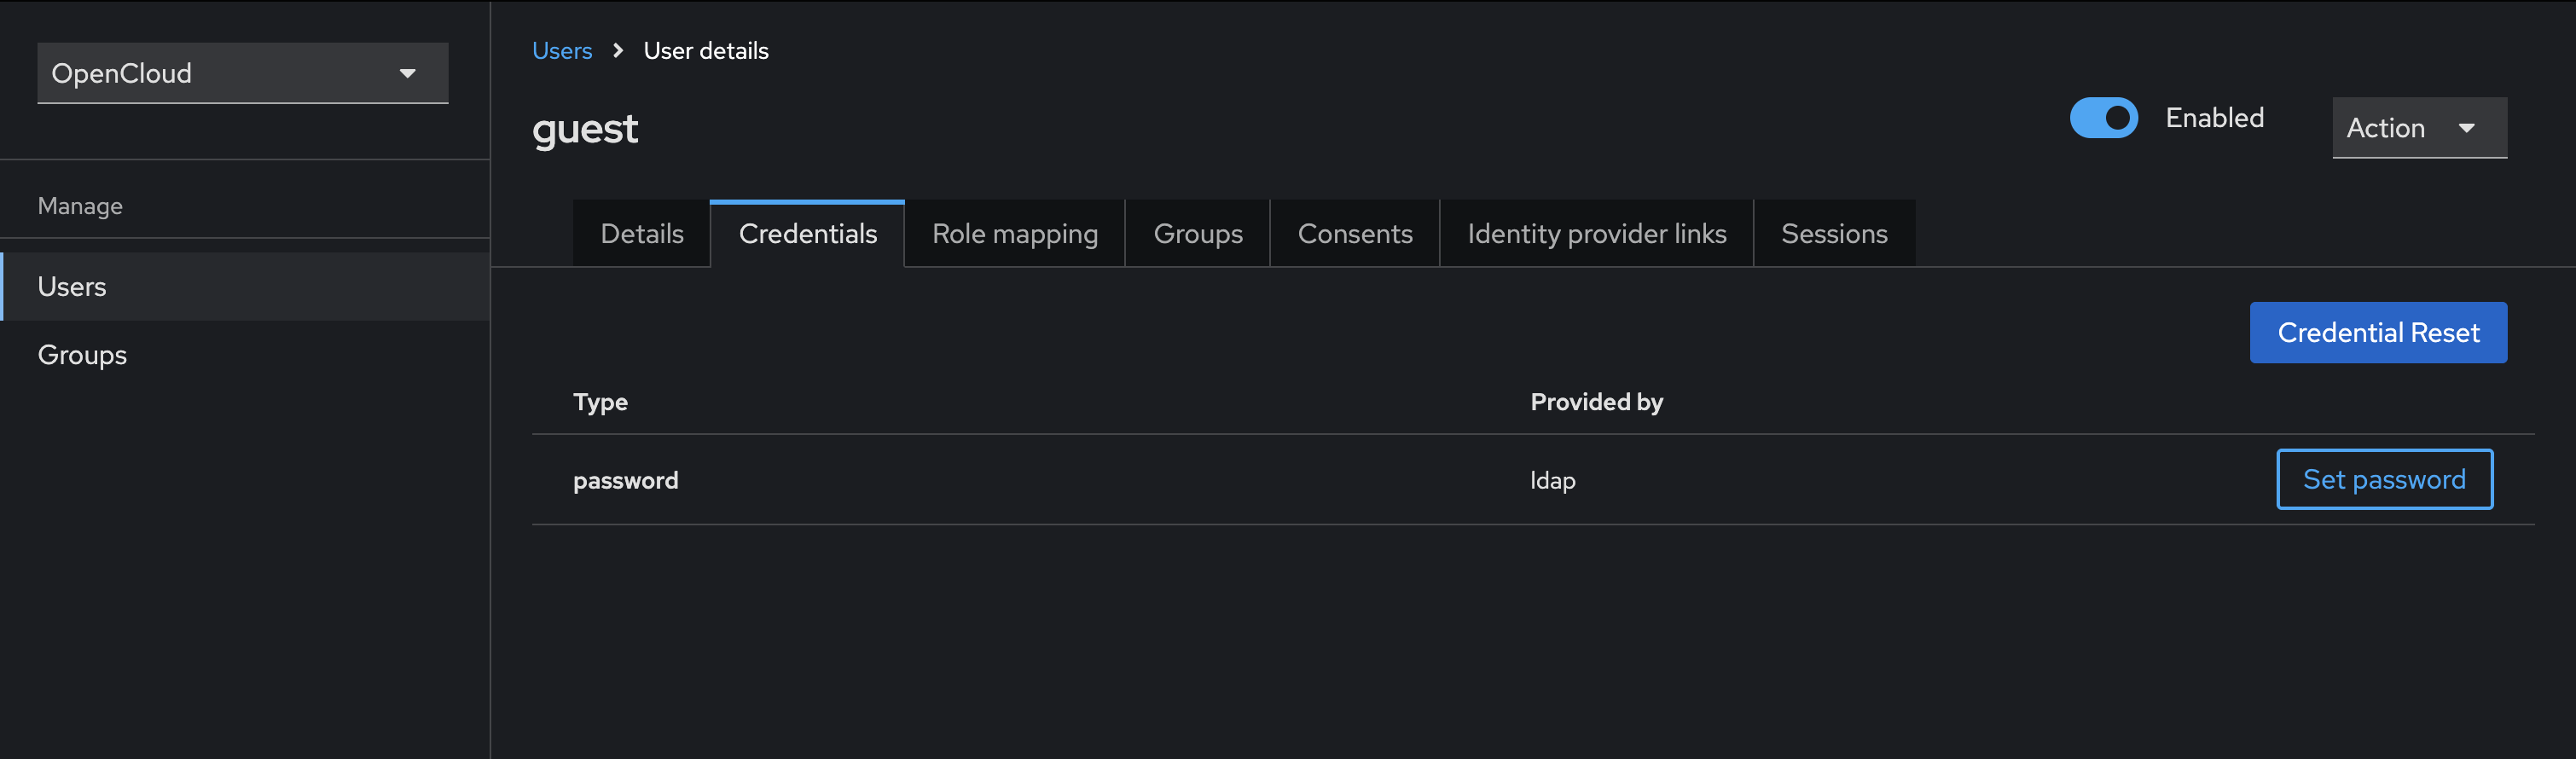 OpenCloud
Manage
Users
Groups
Users > User details
guest
Enabled
Action
Details Credentials Role mapping Groups Consents Identity provider links Sessions
Credential Reset
Type Provided by
password ldap Set password